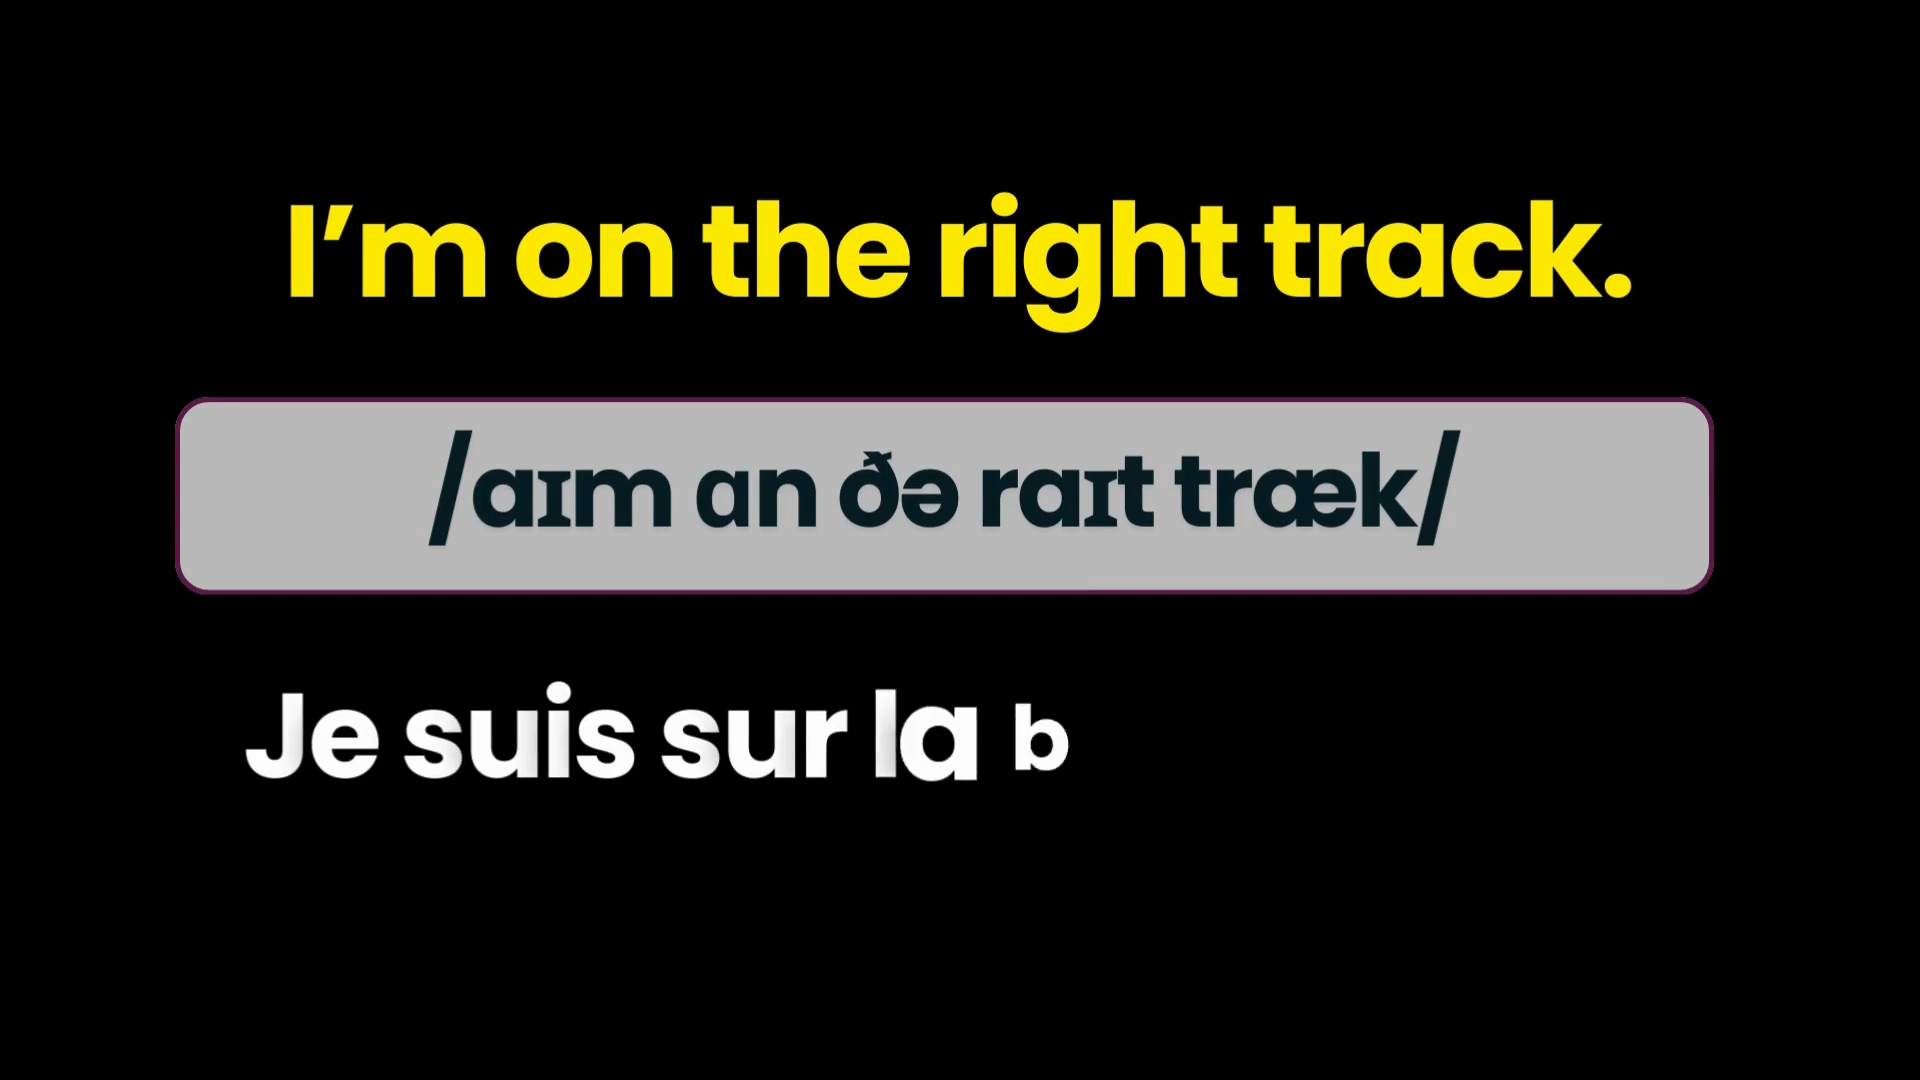 I’m on the right track.
/aɪm ɑn ðə raɪt træk/
Je suis sur la b